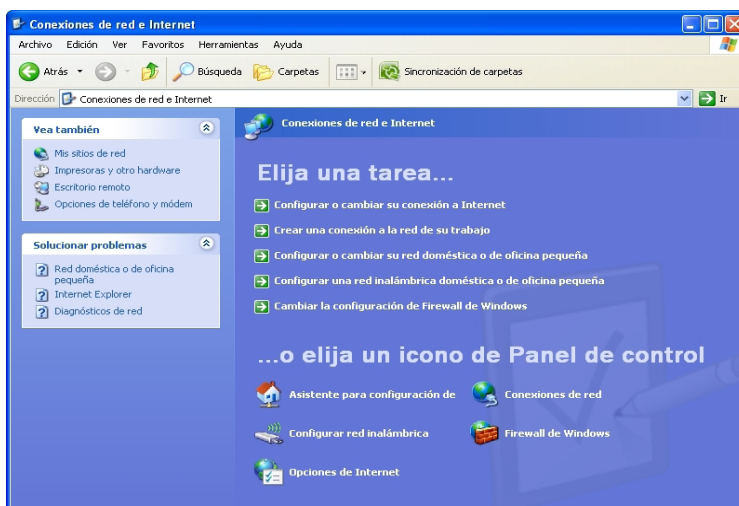 Conexiones de red e Internet
Archivo Edición Ver Favoritos Herramientas Ayuda
Atrás Búsqueda Carpetas Sincronización de carpetas
Dirección Conexiones de red e Internet Ir
Vea también
Mis sitios de red
Impresoras y otro hardware
Escritorio remoto
Opciones de teléfono y módem
Solucionar problemas
Red doméstica o de oficina
pequeña
Internet Explorer
Diagnósticos de red
Conexiones de red e Internet
Elija una tarea...
Configurar o cambiar su conexión a Internet
Crear una conexión a la red de su trabajo
Configurar o cambiar su red doméstica o de oficina pequeña
Configurar una red inalámbrica doméstica o de oficina pequeña
Cambiar la configuración de Firewall de Windows
...o elija un icono de Panel de control
Asistente para configuración de Conexiones de red
Configurar red inalámbrica Firewall de Windows
Opciones de Internet